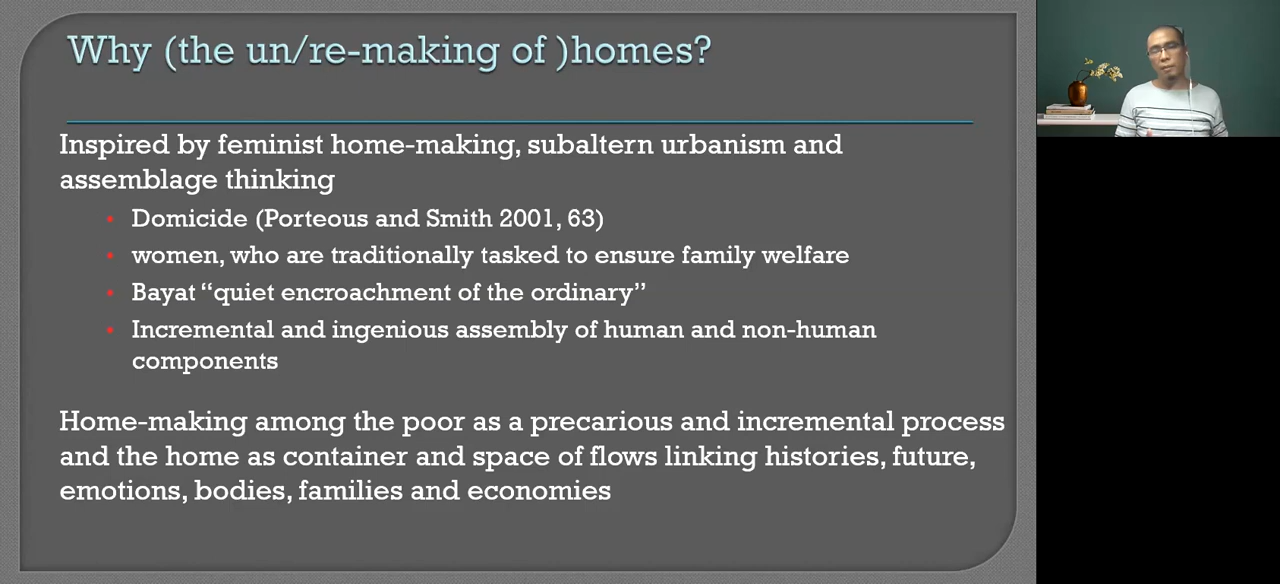 Why (the un/re-making of )homes?
Inspired by feminist home-making, subaltern urbanism and
assemblage thinking
• Domicide (Porteous and Smith 2001, 63)
• women, who are traditionally tasked to ensure family welfare
• Bayat “quiet encroachment of the ordinary”
• Incremental and ingenious assembly of human and non-human
components
Home-making among the poor as a precarious and incremental process
and the home as container and space of flows linking histories, future,
emotions, bodies, families and economies